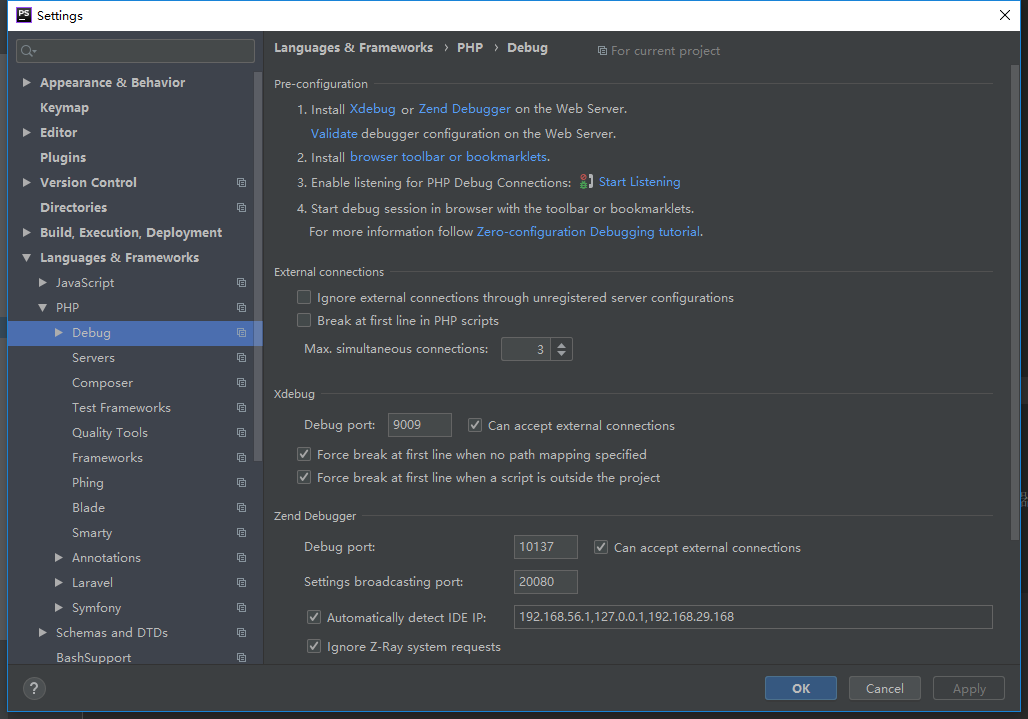 PS Settings
Languages & Frameworks › PHP › Debug For current project
Appearance & Behavior
Keymap
Editor
Plugins
Version Control
Directories
Build, Execution, Deployment
Languages & Frameworks
JavaScript
PHP
Debug
Servers
Composer
Test Frameworks
Quality Tools
Frameworks
Phing
Blade
Smarty
Annotations
Laravel
Symfony
Schemas and DTDs
BashSupport
Pre-configuration
1. Install Xdebug or Zend Debugger on the Web Server.
Validate debugger configuration on the Web Server.
2. Install browser toolbar or bookmarklets.
3. Enable listening for PHP Debug Connections: Start Listening
4. Start debug session in browser with the toolbar or bookmarklets.
For more information follow Zero-configuration Debugging tutorial.
External connections
Ignore external connections through unregistered server configurations
Break at first line in PHP scripts
Max. simultaneous connections: 3
Xdebug
Debug port: 9009 Can accept external connections
Force break at first line when no path mapping specified
Force break at first line when a script is outside the project
Zend Debugger
Debug port: 10137 Can accept external connections
Settings broadcasting port: 20080
Automatically detect IDE IP: 192.168.56.1,127.0.0.1,192.168.29.168
Ignore Z-Ray system requests
? OK Cancel Apply